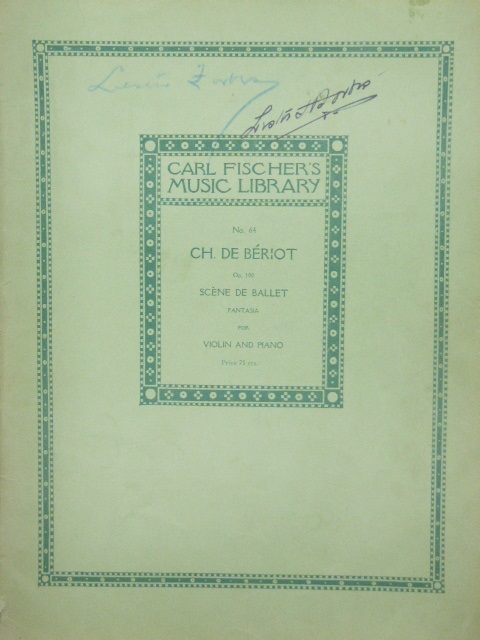 CARL FISCHER'S
MUSIC LIBRARY
No. 64
CH. DE BÉRIOT
Op. 100
SCÈNE DE BALLET
FANTASIA
FOR
VIOLIN AND PIANO
Price 75 cts.